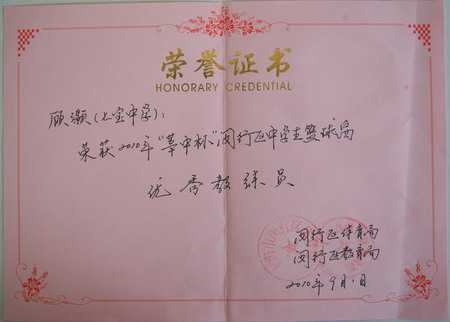 荣誉证书
HONORARY CREDENTIAL
顾灏(七宝中学):
荣获2010年"莘中杯"闵行区中学生篮球赛
优秀教练员
闵行区体育局
闵行区教育局
2010年9月1日